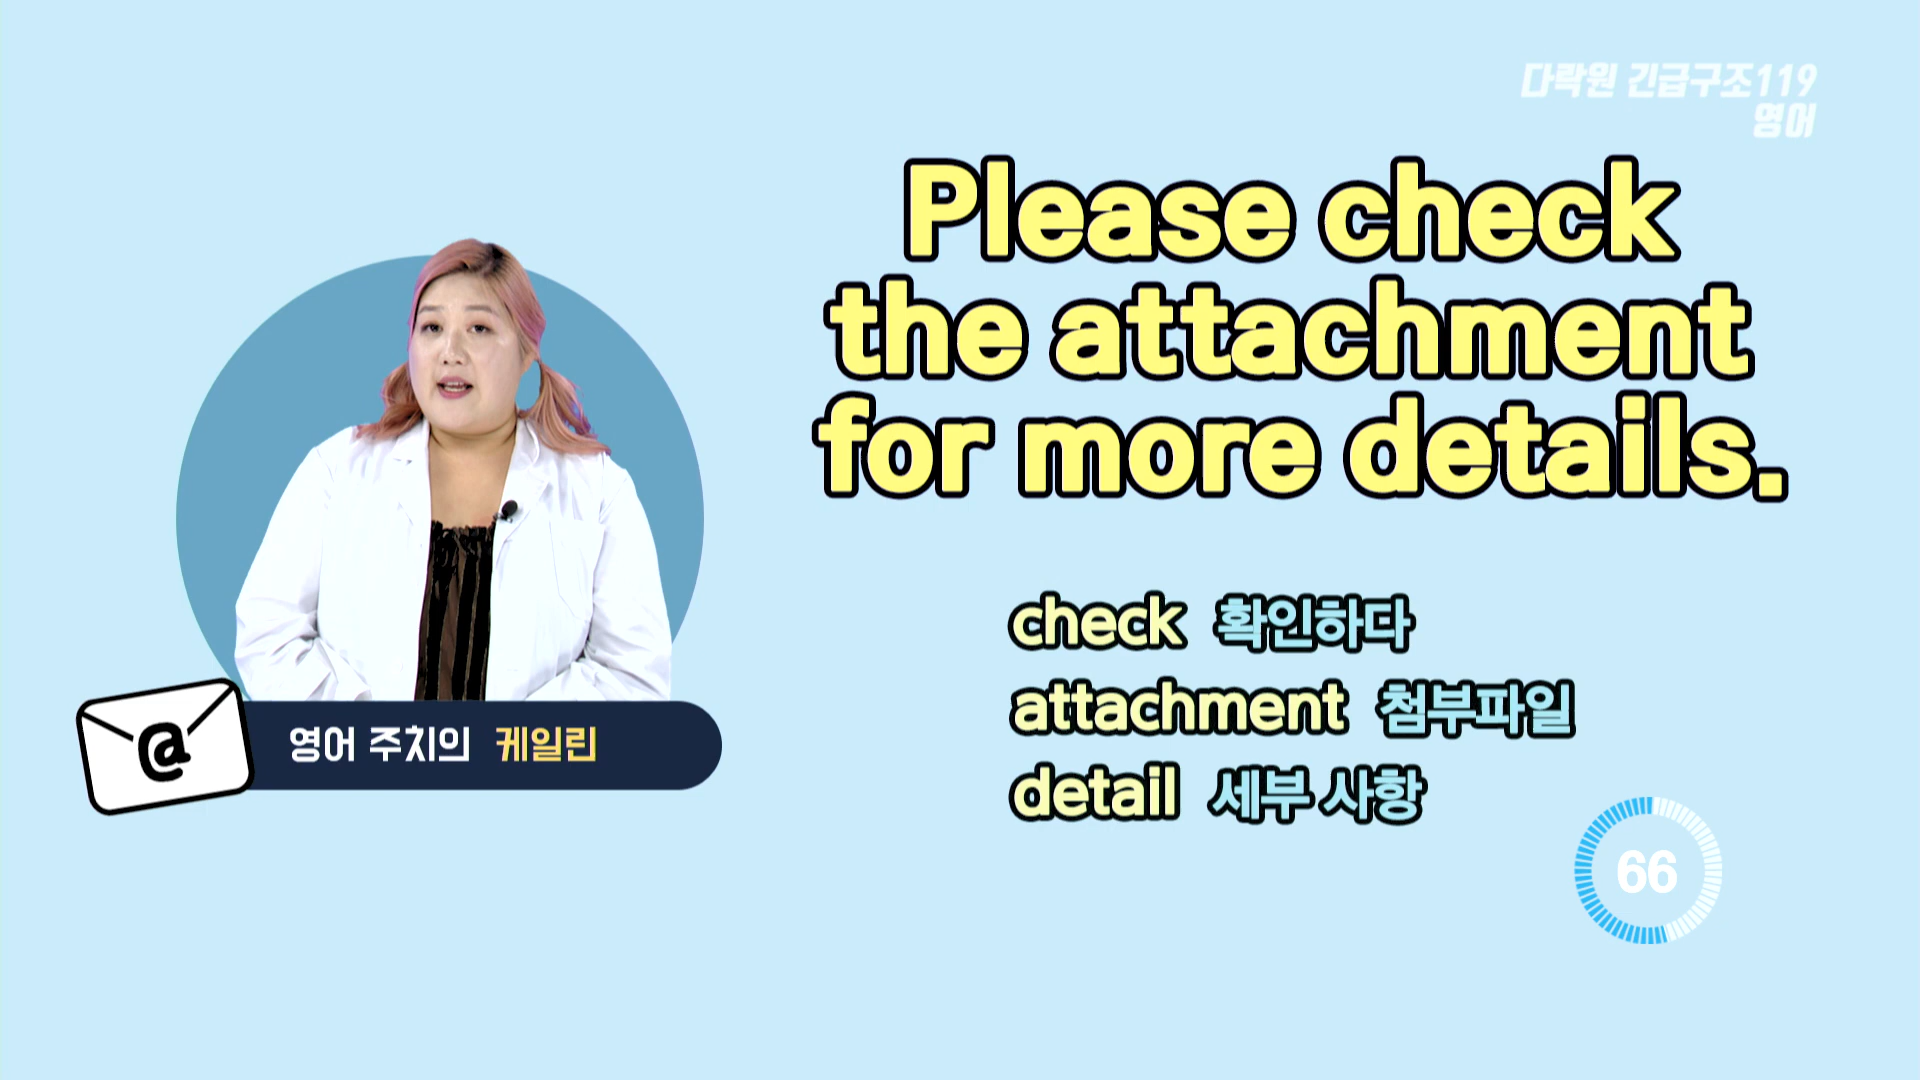 다락원 긴급구조119
영어
Please check
the attachment
for more details.
check 확인하다
attachment 첨부파일
detail 세부 사항
@ 영어 주치의 케일린
66